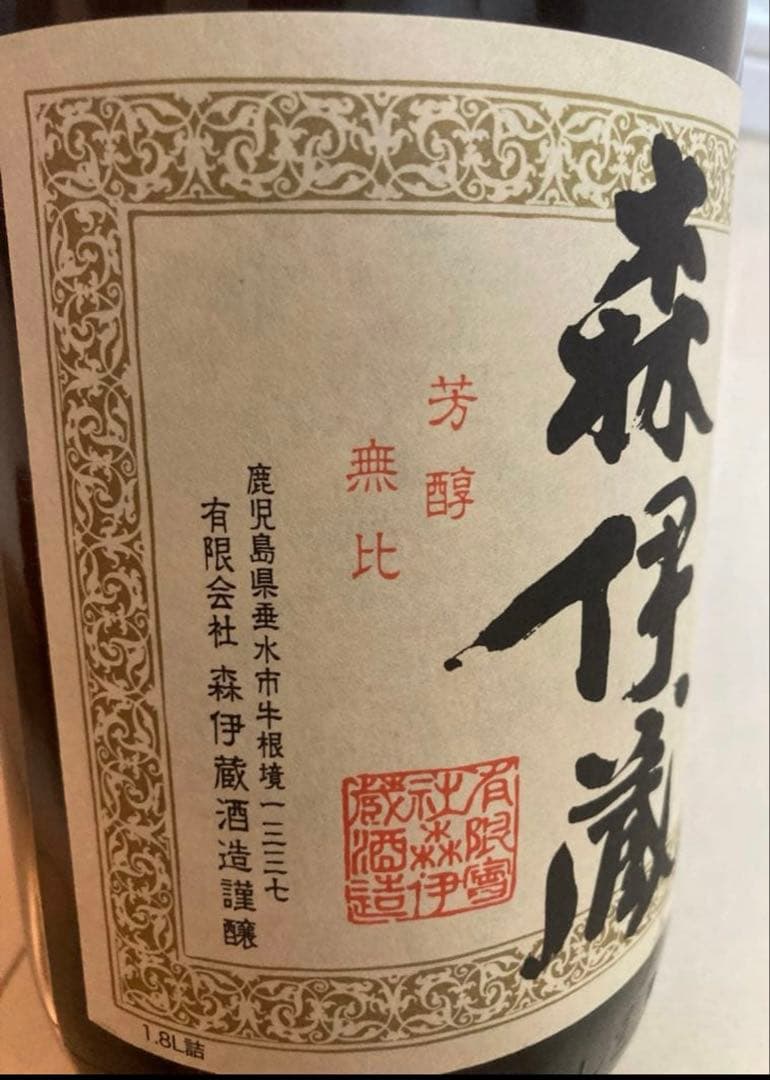 森伊蔵
芳醇
無比
鹿児島県垂水市牛根境一三三七
有限会社 森伊蔵酒造謹醸
有限會
社森伊
蔵酒造
1.8L詰